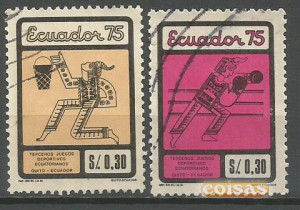 Ecuador 75
TERCEROS JUEGOS
DEPORTIVOS
ECUATORIANOS
QUITO - ECUADOR
S/. 0,30
Ecuador 75
TERCEROS JUEGOS
DEPORTIVOS
ECUATORIANOS
QUITO - ECUADOR
S/. 0,30
coisas